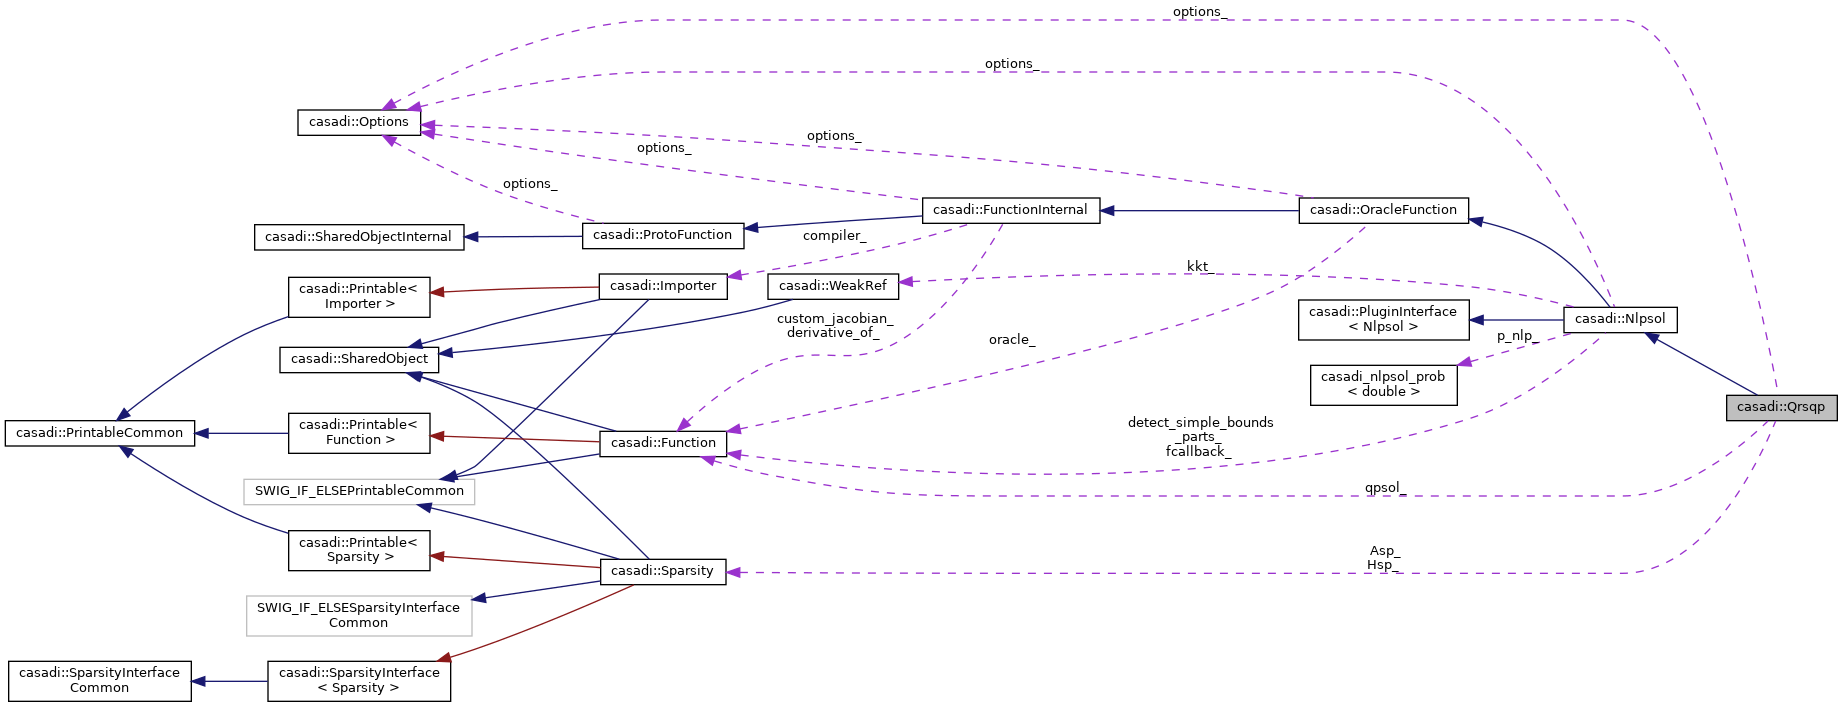 options_
options_
casadi::Options
options_
options_
options_
casadi::FunctionInternal
casadi::OracleFunction
casadi::SharedObjectInternal
casadi::ProtoFunction
compiler_
kkt_
casadi::Printable<
Importer >
casadi::Importer
casadi::WeakRef
casadi::PluginInterface
< Nlpsol >
casadi::Nlpsol
custom_jacobian_
derivative_of_
oracle_
p_nlp_
casadi::SharedObject
casadi_nlpsol_prob
< double >
casadi::Qrsqp
casadi::PrintableCommon
casadi::Printable<
Function >
casadi::Function
detect_simple_bounds
_parts_
fcallback_
SWIG_IF_ELSEPrintableCommon
qpsol_
casadi::Printable<
Sparsity >
casadi::Sparsity
Asp_
Hsp_
SWIG_IF_ELSESparsityInterface
Common
casadi::SparsityInterface
Common
casadi::SparsityInterface
< Sparsity >